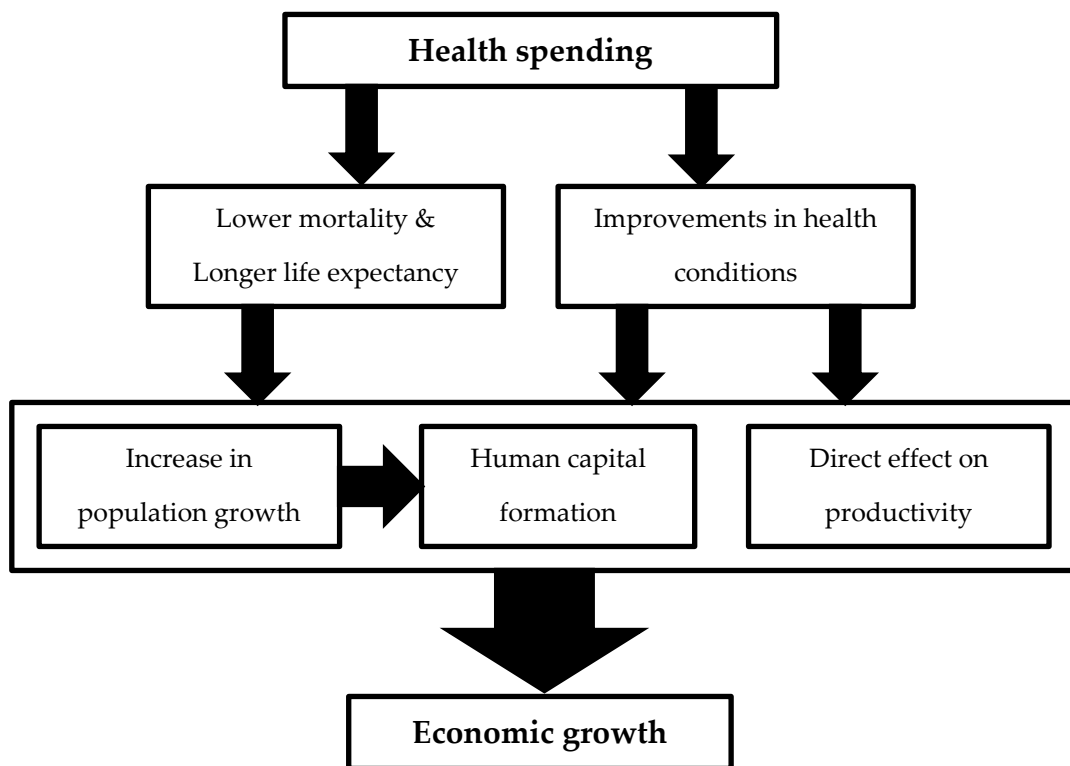 Health spending
Lower mortality &
Longer life expectancy
Improvements in health
conditions
Increase in
population growth
Human capital
formation
Direct effect on
productivity
Economic growth